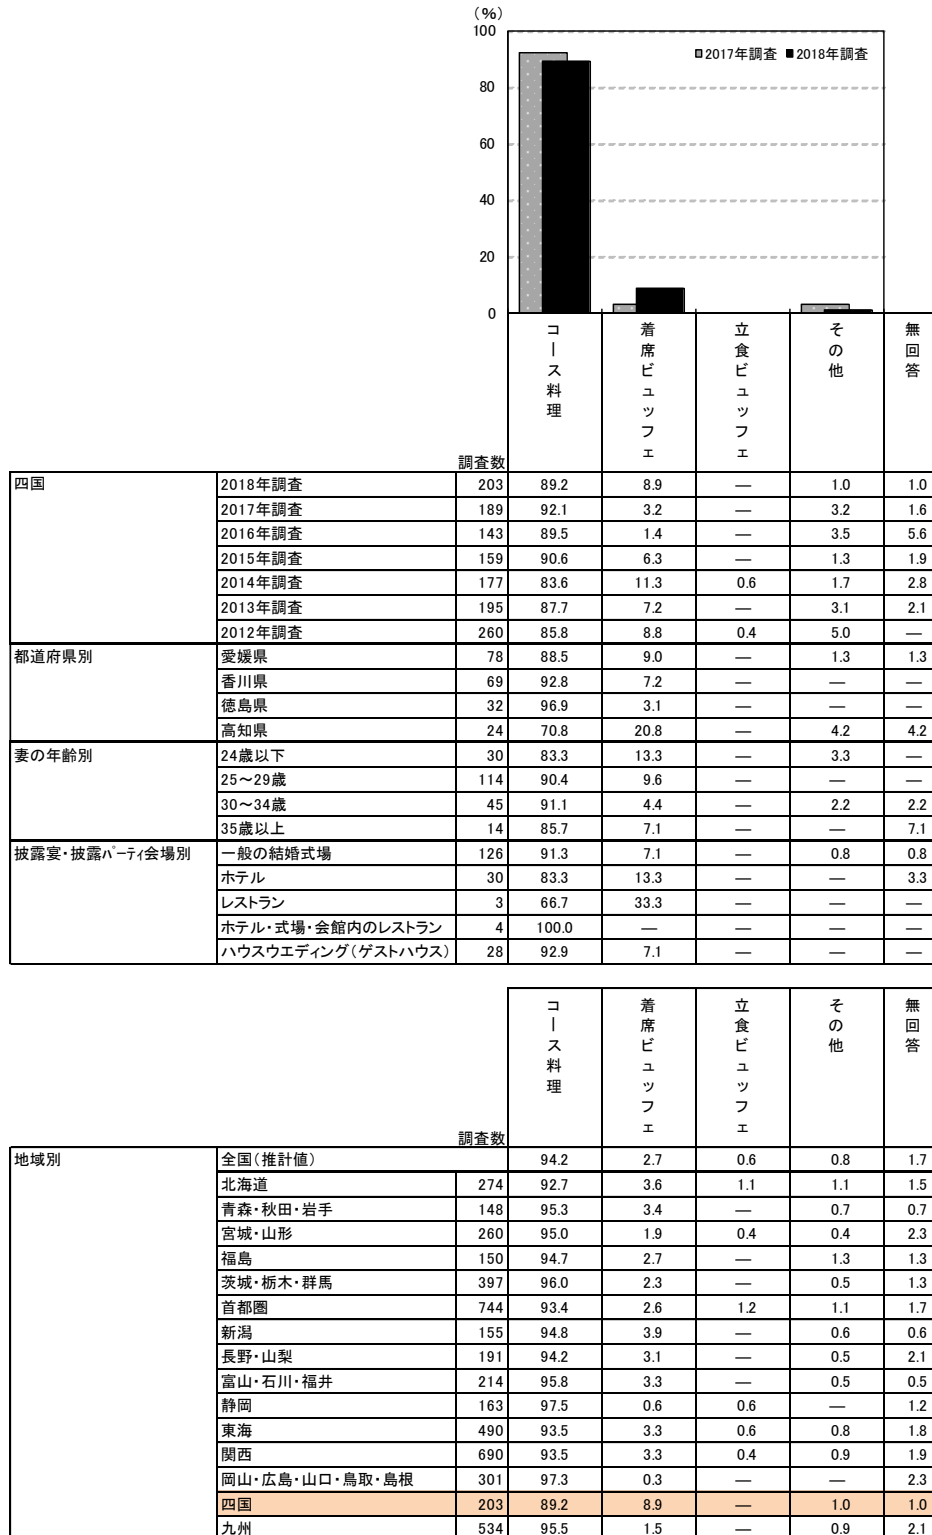 （％）
100
80
60
40
20
0
2017年調査 2018年調査
コース料理 着席ビュッフェ 立食ビュッフェ その他 無回答
調査数
四国 2018年調査 203 89.2 8.9 — 1.0 1.0
2017年調査 189 92.1 3.2 — 3.2 1.6
2016年調査 143 89.5 1.4 — 3.5 5.6
2015年調査 159 90.6 6.3 — 1.3 1.9
2014年調査 177 83.6 11.3 0.6 1.7 2.8
2013年調査 195 87.7 7.2 — 3.1 2.1
2012年調査 260 85.8 8.8 0.4 5.0 —
都道府県別 愛媛県 78 88.5 9.0 — 1.3 1.3
香川県 69 92.8 7.2 — — —
徳島県 32 96.9 3.1 — — —
高知県 24 70.8 20.8 — 4.2 4.2
妻の年齢別 24歳以下 30 83.3 13.3 — 3.3 —
25～29歳 114 90.4 9.6 — — —
30～34歳 45 91.1 4.4 — 2.2 2.2
35歳以上 14 85.7 7.1 — — 7.1
披露宴・披露ﾊﾟｰﾃｨ会場別 一般の結婚式場 126 91.3 7.1 — 0.8 0.8
ホテル 30 83.3 13.3 — — 3.3
レストラン 3 66.7 33.3 — — —
ホテル・式場・会館内のレストラン 4 100.0 — — — —
ハウスウエディング（ゲストハウス） 28 92.9 7.1 — — —
コース料理 着席ビュッフェ 立食ビュッフェ その他 無回答
調査数
地域別 全国（推計値） 94.2 2.7 0.6 0.8 1.7
北海道 274 92.7 3.6 1.1 1.1 1.5
青森・秋田・岩手 148 95.3 3.4 — 0.7 0.7
宮城・山形 260 95.0 1.9 0.4 0.4 2.3
福島 150 94.7 2.7 — 1.3 1.3
茨城・栃木・群馬 397 96.0 2.3 — 0.5 1.3
首都圏 744 93.4 2.6 1.2 1.1 1.7
新潟 155 94.8 3.9 — 0.6 0.6
長野・山梨 191 94.2 3.1 — 0.5 2.1
富山・石川・福井 214 95.8 3.3 — 0.5 0.5
静岡 163 97.5 0.6 0.6 — 1.2
東海 490 93.5 3.3 0.6 0.8 1.8
関西 690 93.5 3.3 0.4 0.9 1.9
岡山・広島・山口・鳥取・島根 301 97.3 0.3 — — 2.3
四国 203 89.2 8.9 — 1.0 1.0
九州 534 95.5 1.5 — 0.9 2.1